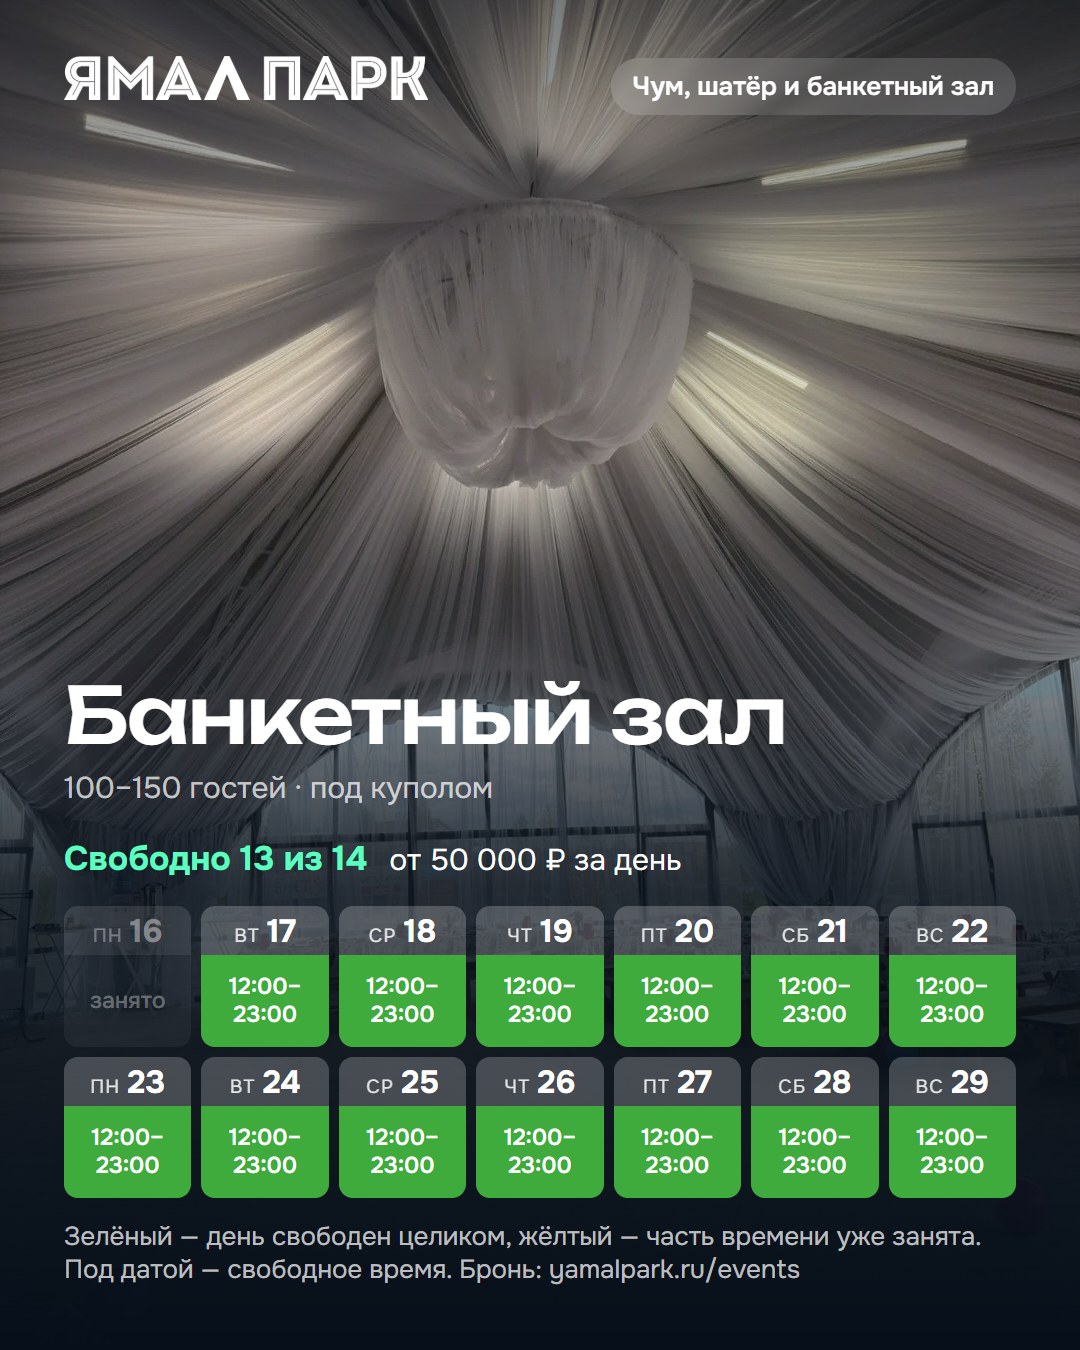 ЯМАЛ ПАРК
Чум, шатёр и банкетный зал
Банкетный зал
100–150 гостей · под куполом
Свободно 13 из 14 от 50 000 ₽ за день
ПН 16 ВТ 17 СР 18 ЧТ 19 ПТ 20 СБ 21 ВС 22
занято 12:00– 12:00– 12:00– 12:00– 12:00– 12:00–
23:00 23:00 23:00 23:00 23:00 23:00
ПН 23 ВТ 24 СР 25 ЧТ 26 ПТ 27 СБ 28 ВС 29
12:00– 12:00– 12:00– 12:00– 12:00– 12:00– 12:00–
23:00 23:00 23:00 23:00 23:00 23:00 23:00
Зелёный — день свободен целиком, жёлтый — часть времени уже занята.
Под датой — свободное время. Бронь: yamalpark.ru/events